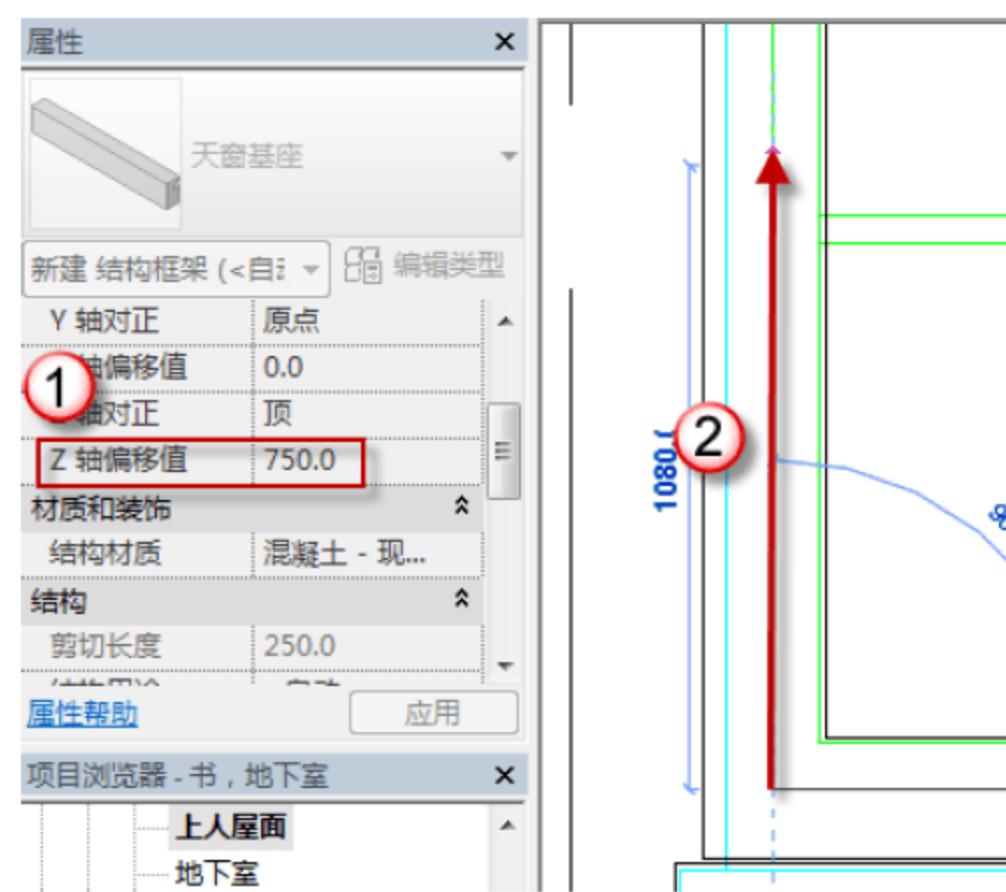 属性
天窗基座
新建 结构框架 (<自
编辑类型
Y 轴对正 原点
轴偏移值 0.0
1
轴对正 顶
Z 轴偏移值 750.0
材质和装饰
结构材质 混凝土 - 现...
结构
剪切长度 250.0
属性帮助 应用
项目浏览器 - 书，地下室
上人屋面
地下室
2
1080.